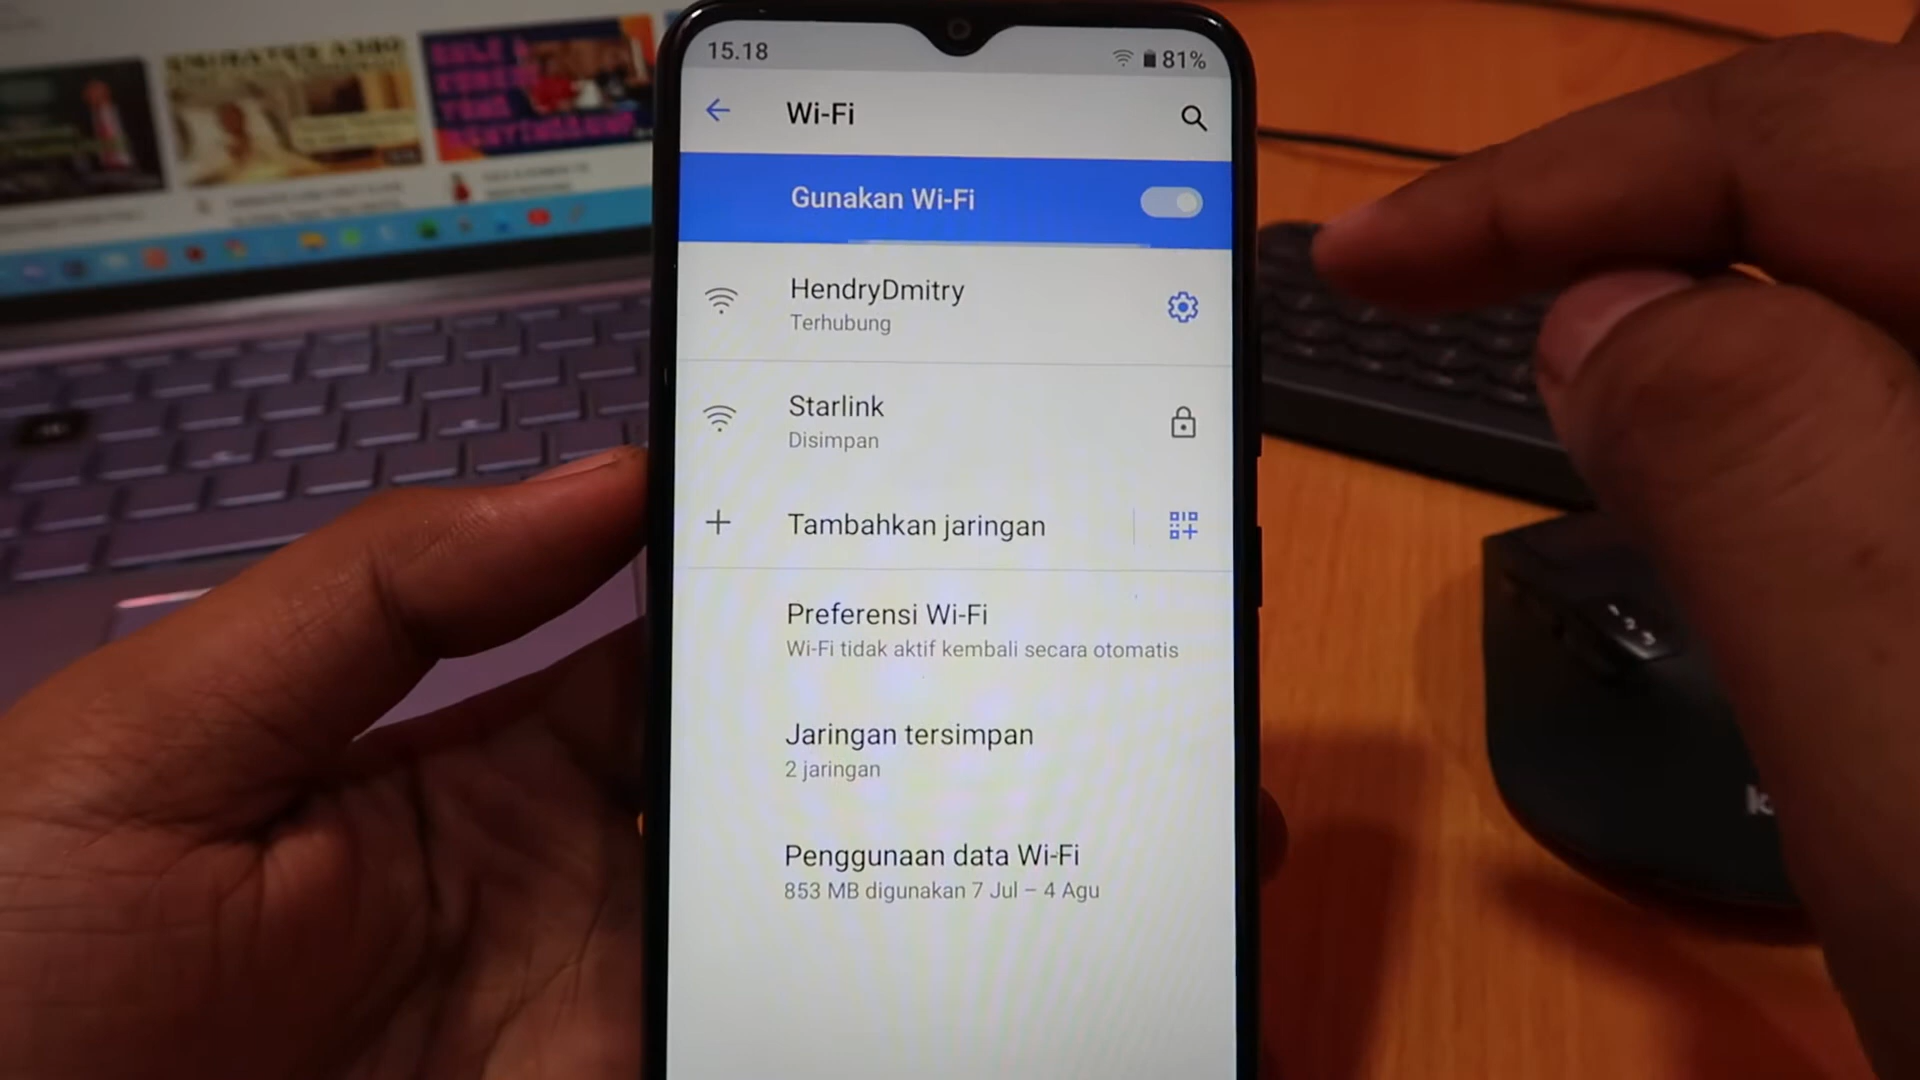 EMIRATES A380
15.18
81%
Wi-Fi
Gunakan Wi-Fi
HendryDmitry
Terhubung
Starlink
Disimpan
Tambahkan jaringan
Preferensi Wi-Fi
Wi-Fi tidak aktif kembali secara otomatis
Jaringan tersimpan
2 jaringan
Penggunaan data Wi-Fi
853 MB digunakan 7 Jul – 4 Agu